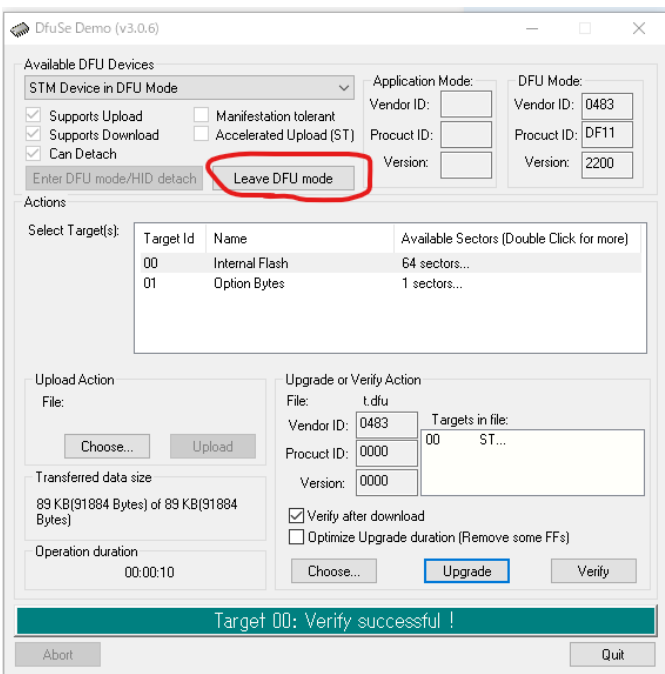 DfuSe Demo (v3.0.6)
Available DFU Devices
STM Device in DFU Mode
Supports Upload
Manifestation tolerant
Supports Download
Accelerated Upload (ST)
Can Detach
Enter DFU mode/HID detach
Leave DFU mode
Application Mode:
Vendor ID:
Procuct ID:
Version:
DFU Mode:
Vendor ID: 0483
Procuct ID: DF11
Version: 2200
Actions
Select Target(s):
Target Id Name Available Sectors (Double Click for more)
00 Internal Flash 64 sectors...
01 Option Bytes 1 sectors...
Upload Action
File:
Choose...
Upload
Transferred data size
89 KB(91884 Bytes) of 89 KB(91884
Bytes)
Operation duration
00:00:10
Upgrade or Verify Action
File: t.dfu
Vendor ID: 0483
Procuct ID: 0000
Version: 0000
Targets in file:
00 ST...
Verify after download
Optimize Upgrade duration (Remove some FFs)
Choose...
Upgrade
Verify
Target 00: Verify successful !
Abort
Quit